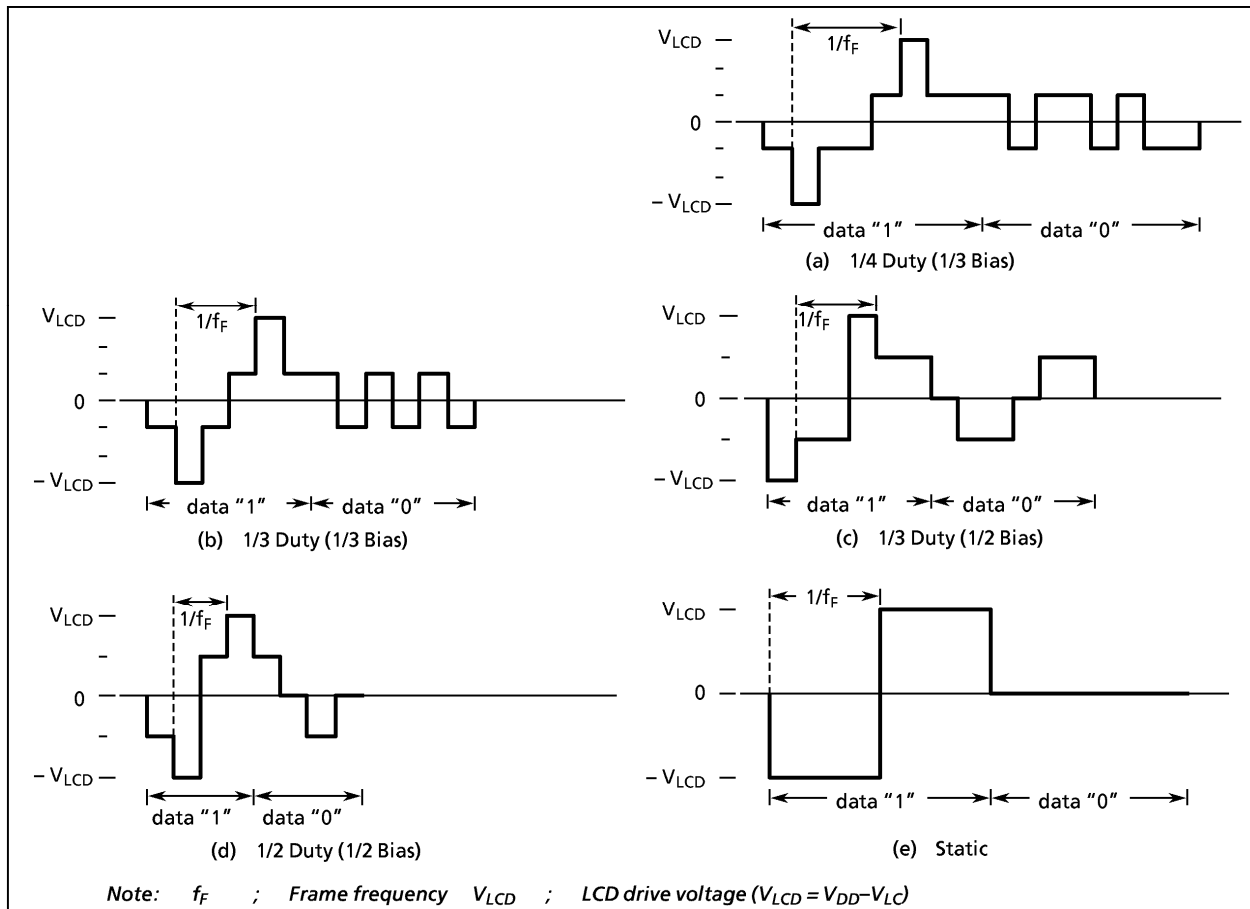 V_LCD
1/f_F
0
– V_LCD
data “1”
data “0”
(a) 1/4 Duty (1/3 Bias)
V_LCD
1/f_F
0
– V_LCD
data “1”
data “0”
(b) 1/3 Duty (1/3 Bias)
V_LCD
1/f_F
0
– V_LCD
data “1”
data “0”
(c) 1/3 Duty (1/2 Bias)
V_LCD
1/f_F
0
– V_LCD
data “1”
data “0”
(d) 1/2 Duty (1/2 Bias)
V_LCD
1/f_F
0
– V_LCD
data “1”
data “0”
(e) Static
Note: f_F ; Frame frequency V_LCD ; LCD drive voltage (V_LCD = V_DD–V_LC)